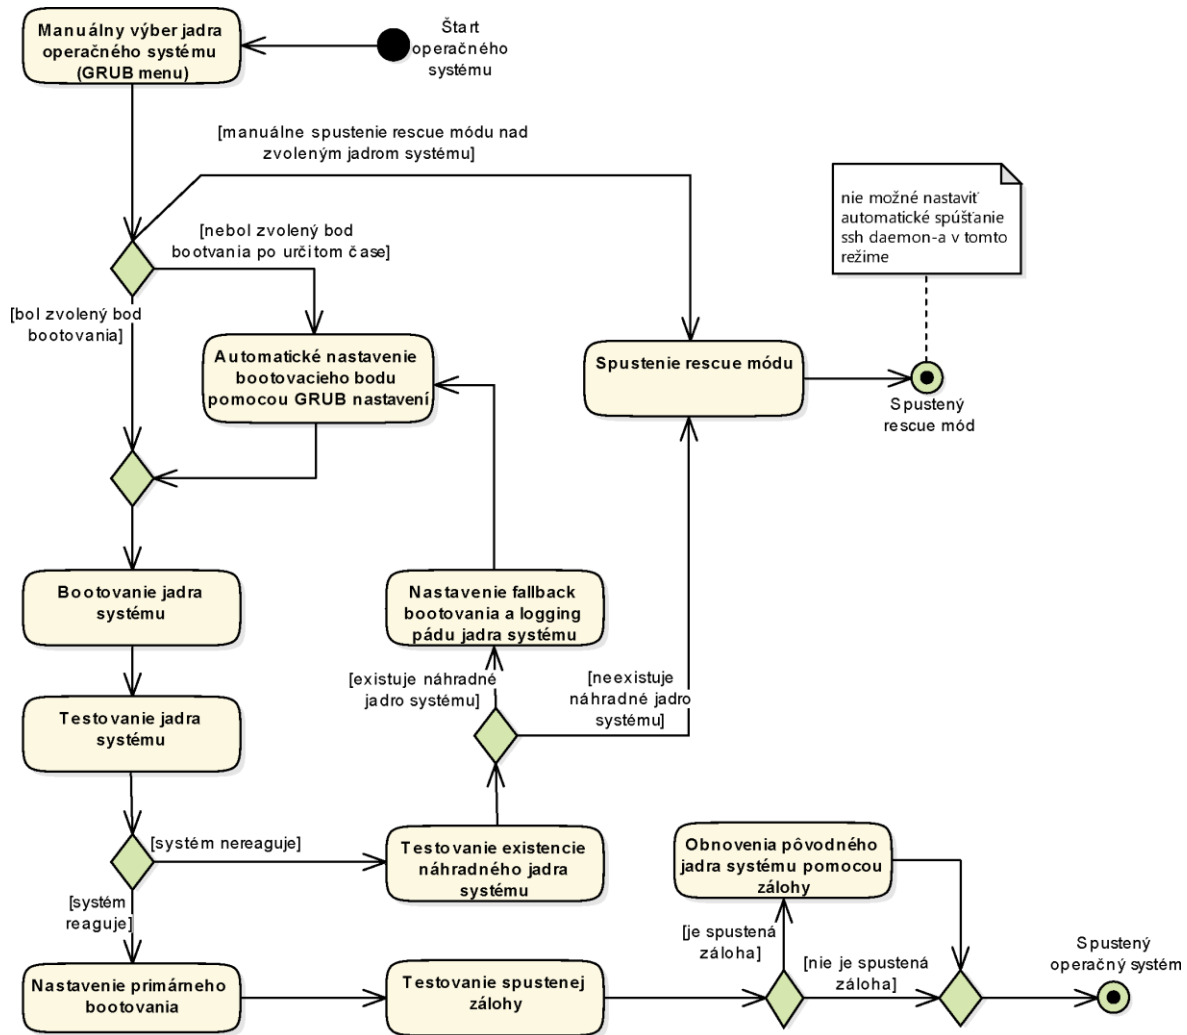 Manuálny výber jadra
operačného systému
(GRUB menu)
Štart
operačného
systému
[manuálne spustenie rescue módu nad
zvoleným jadrom systému]
nie možné nastaviť
automatické spúšťanie
ssh daemon-a v tomto
režime
[nebol zvolený bod
bootvania po určitom čase]
[bol zvolený bod
bootovania]
Automatické nastavenie
bootovacieho bodu
pomocou GRUB nastavení
Spustenie rescue módu
Spustený
rescue mód
Bootovanie jadra
systému
Nastavenie fallback
bootovania a logging
pádu jadra systému
[existuje náhradné
jadro systému]
[neexistuje
náhradné jadro
systému]
Testovanie jadra
systému
[systém nereaguje]
Testovanie existencie
náhradného jadra
systému
Obnovenia pôvodného
jadra systému pomocou
zálohy
[systém
reaguje]
[je spustená
záloha]
[nie je spustená
záloha]
Spustený
operačný systém
Nastavenie primárneho
bootovania
Testovanie spustenej
zálohy